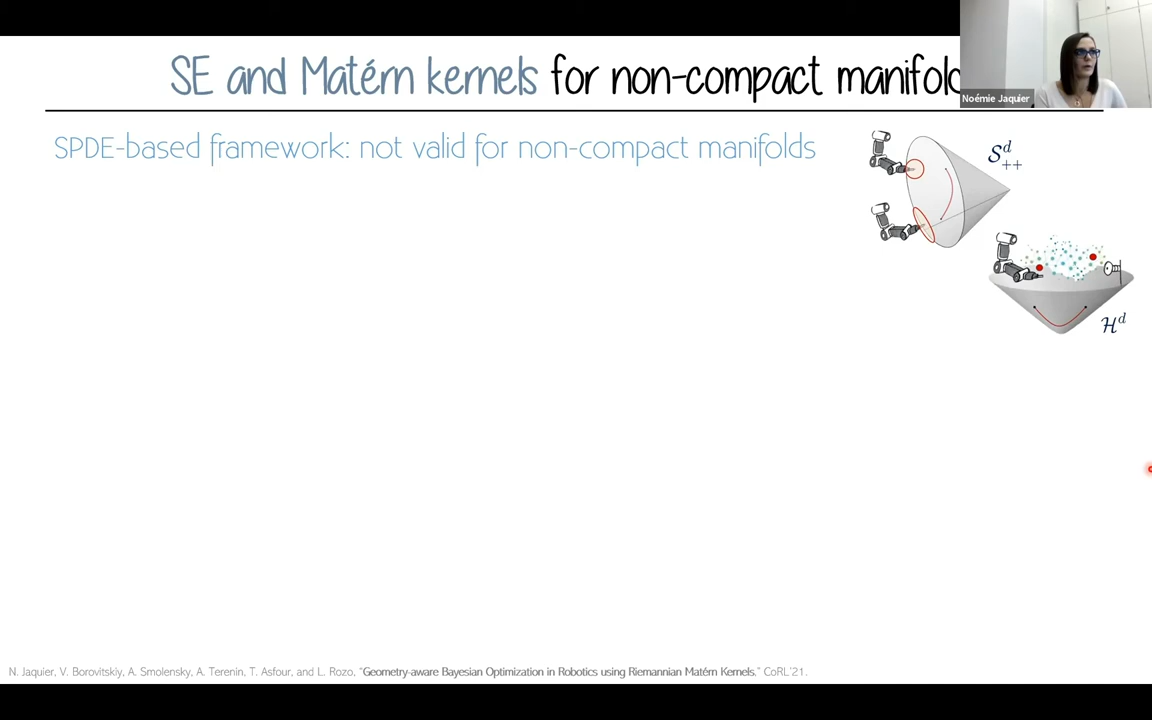 SE and Matérn kernels for non-compact manifol
Noémie Jaquier
SPDE-based framework: not valid for non-compact manifolds
𝒮^d_++
ℋ^d
N. Jaquier, V. Borovitskiy, A. Smolensky, A. Terenin, T. Asfour, and L. Rozo, “Geometry-aware Bayesian Optimization in Robotics using Riemannian Matérn Kernels,” CoRL’21.